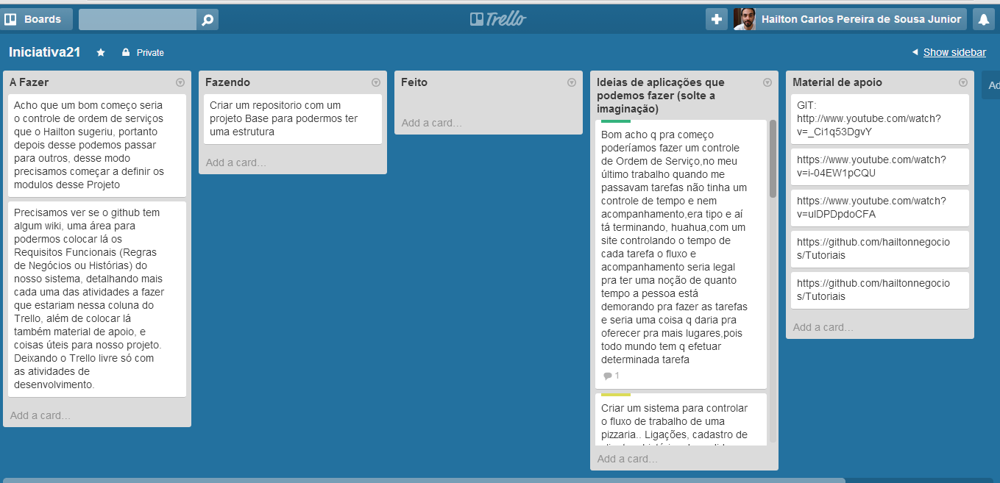 Boards
Trello
Hailton Carlos Pereira de Sousa Junior
Iniciativa21
Private
Show sidebar
A Fazer
Acho que um bom começo seria
o controle de ordem de serviços
que o Hailton sugeriu, portanto
depois desse podemos passar
para outros, desse modo
precisamos começar a definir os
modulos desse Projeto
Precisamos ver se o github tem
algum wiki, uma área para
podermos colocar lá os
Requisitos Funcionais (Regras
de Negócios ou Histórias) do
nosso sistema, detalhando mais
cada uma das atividades a fazer
que estariam nessa coluna do
Trello, além de colocar lá
também material de apoio, e
coisas úteis para nosso projeto.
Deixando o Trello livre só com
as atividades de
desenvolvimento.
Add a card...
Fazendo
Criar um repositorio com um
projeto Base para podermos ter
uma estrutura
Add a card...
Feito
Add a card...
Ideias de aplicações que
podemos fazer (solte a
imaginação)
Bom acho q pra começo
poderíamos fazer um controle
de Ordem de Serviço,no meu
último trabalho quando me
passavam tarefas não tinha um
controle de tempo e nem
acompanhamento,era tipo e aí
tá terminando, huahua,com um
site controlando o tempo de
cada tarefa o fluxo e
acompanhamento seria legal
pra ter uma noção de quanto
tempo a pessoa está
demorando pra fazer as tarefas
e seria uma coisa q daria pra
oferecer pra mais lugares,pois
todo mundo tem q efetuar
determinada tarefa
1
Criar um sistema para controlar
o fluxo de trabalho de uma
pizzaria.. Ligações, cadastro de
Add a card...
Material de apoio
GIT:
http://www.youtube.com/watch?
v=_Ci1q53DgvY
https://www.youtube.com/watch?
v=i-04EW1pCQU
https://www.youtube.com/watch?
v=ulDPDpdoCFA
https://github.com/hailtonnegocio
s/Tutoriais
https://github.com/hailtonnegocio
s/Tutoriais
Add a card...
Ad